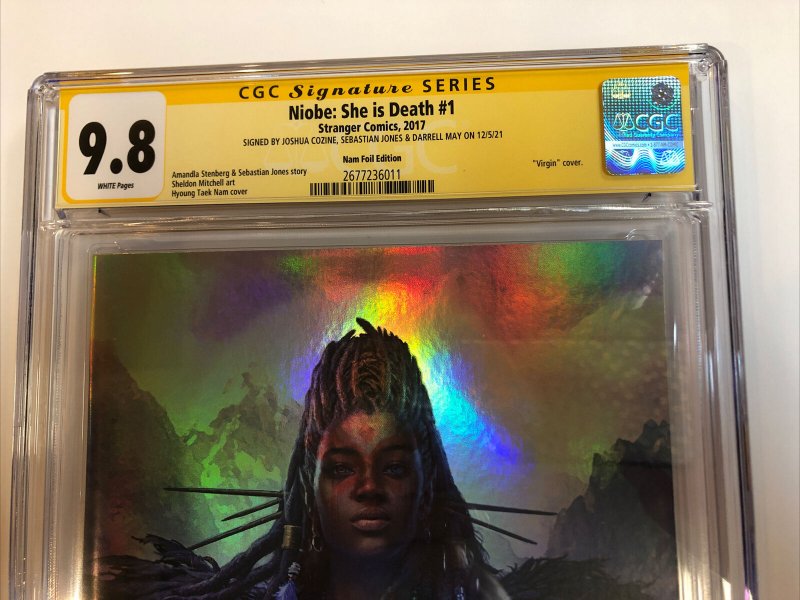 CGC Signature SERIES
9.8
WHITE Pages
Niobe: She is Death #1
Stranger Comics, 2017
SIGNED BY JOSHUA COZINE, SEBASTIAN JONES & DARRELL MAY ON 12/5/21
Nam Foil Edition
Amandla Stenberg & Sebastian Jones story
Sheldon Mitchell art
Hyoung Taek Nam cover
2677236011
"Virgin" cover.
CGC